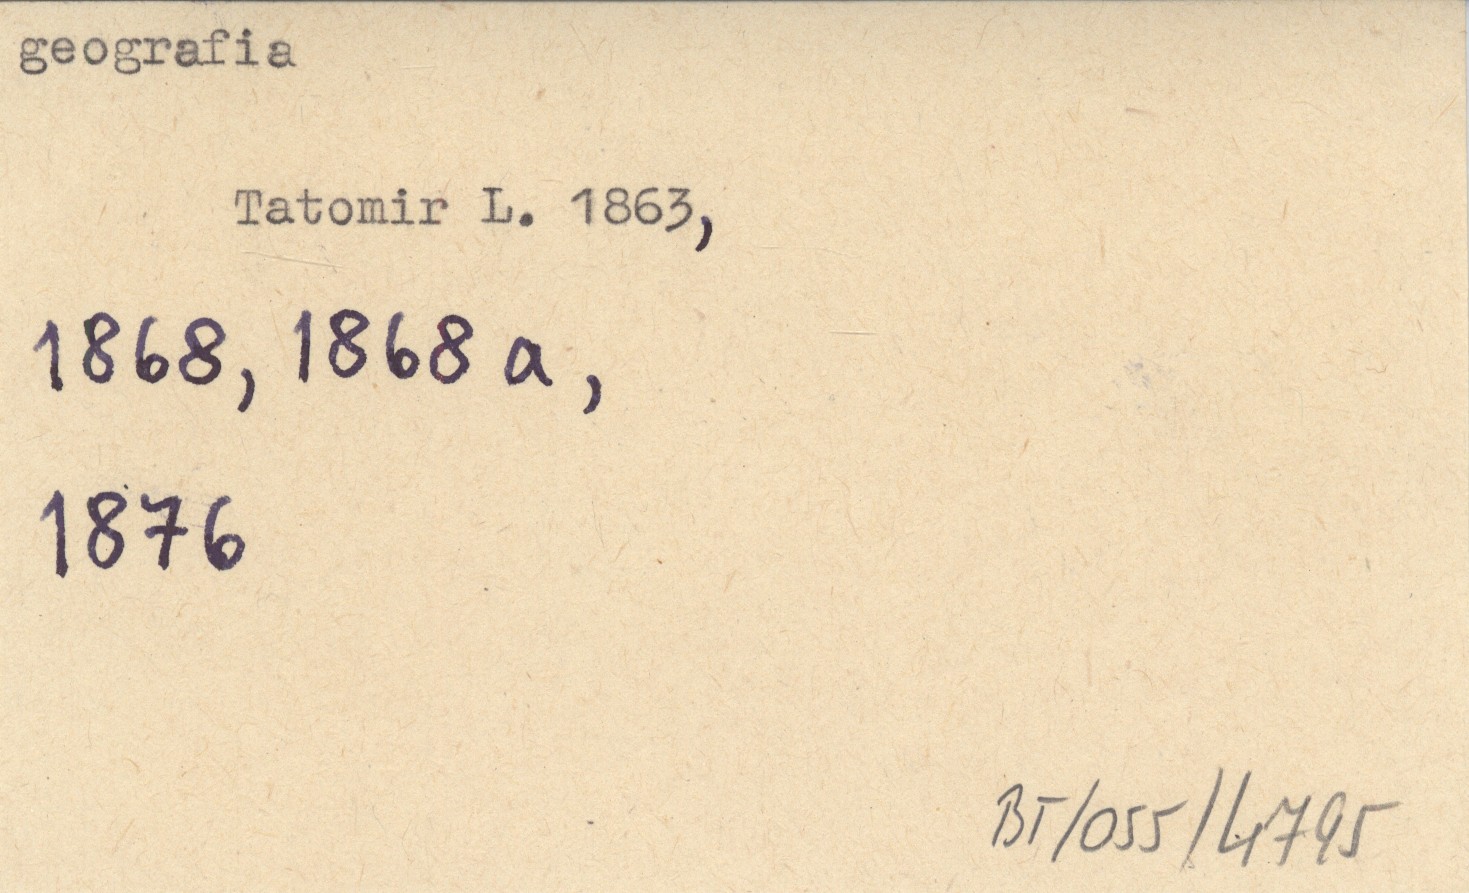 geografia
Tatomir L. 1863,
1868, 1868 a,
1876
BT/055/4795